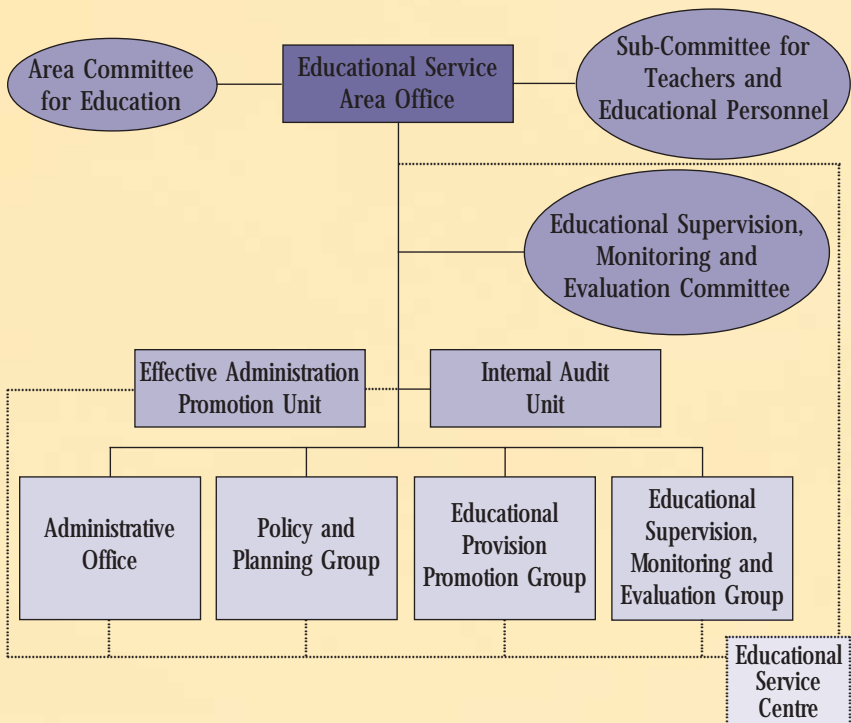 Area Committee
for Education
Educational Service
Area Office
Sub-Committee for
Teachers and
Educational Personnel
Educational Supervision,
Monitoring and
Evaluation Committee
Effective Administration
Promotion Unit
Internal Audit
Unit
Administrative
Office
Policy and
Planning Group
Educational
Provision
Promotion Group
Educational
Supervision,
Monitoring and
Evaluation Group
Educational
Service
Centre